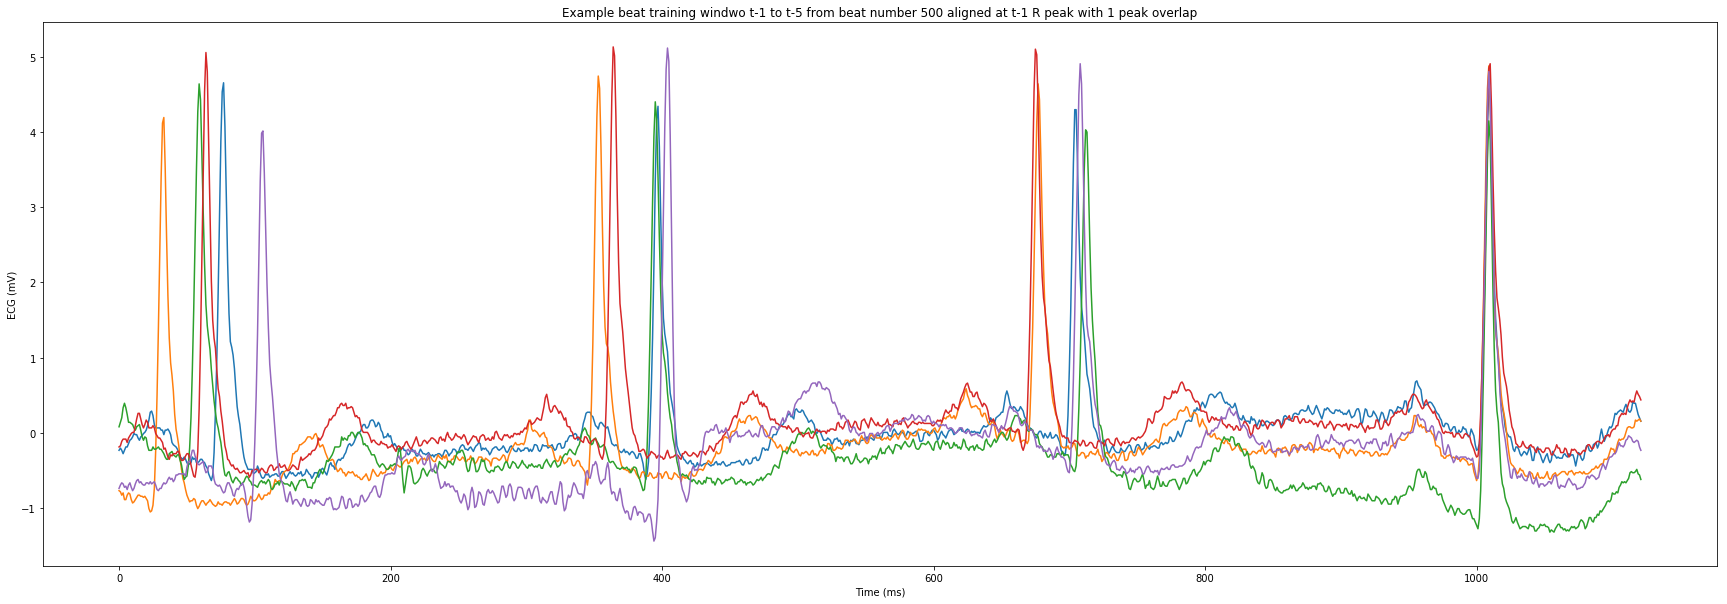 Example beat training windwo t-1 to t-5 from beat number 500 aligned at t-1 R peak with 1 peak overlap
5
4
3
2
1
0
−1
ECG (mV)
0 200 400 600 800 1000
Time (ms)